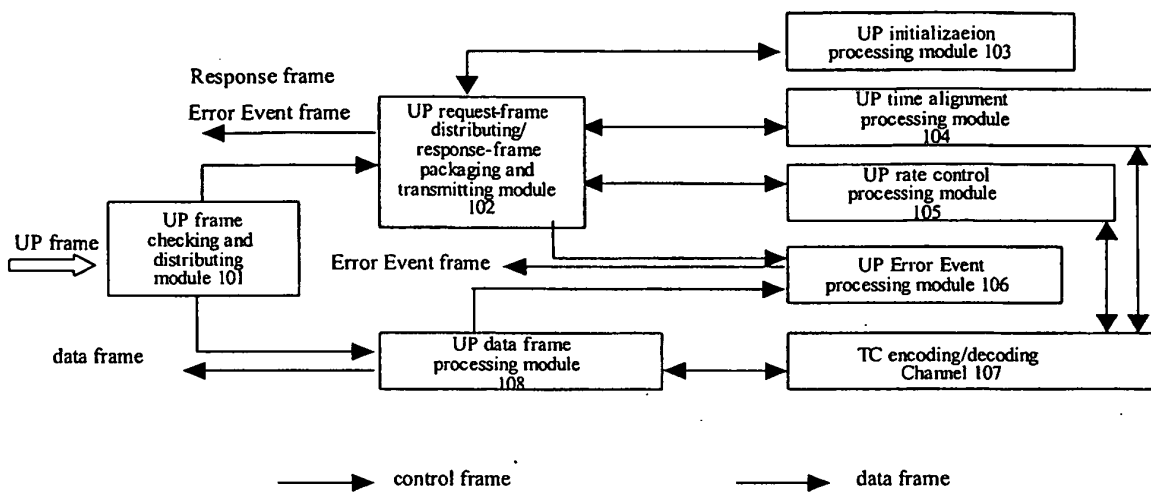 UP initializaeion
processing module 103
Response frame
Error Event frame
UP request-frame
distributing/
response-frame
packaging and
transmitting module
102
UP time alignment
processing module
104
UP rate control
processing module
105
UP frame
UP frame
checking and
distributing
module 101
Error Event frame
UP Error Event
processing module 106
data frame
UP data frame
processing module
108
TC encoding/decoding
Channel 107
control frame
data frame